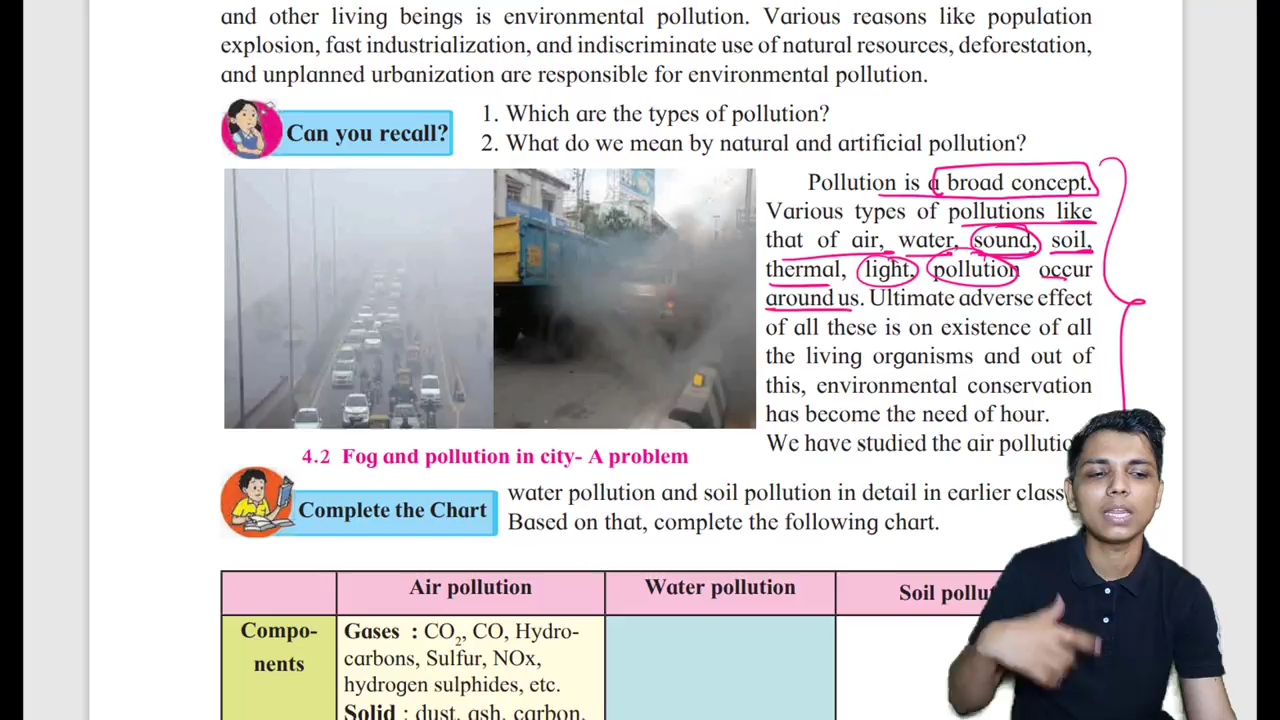 and other living beings is environmental pollution. Various reasons like population
explosion, fast industrialization, and indiscriminate use of natural resources, deforestation,
and unplanned urbanization are responsible for environmental pollution.
Can you recall?
1. Which are the types of pollution?
2. What do we mean by natural and artificial pollution?
Pollution is a broad concept.
Various types of pollutions like
that of air, water, sound, soil,
thermal, light, pollution occur
around us. Ultimate adverse effect
of all these is on existence of all
the living organisms and out of
this, environmental conservation
has become the need of hour.
We have studied the air pollutio
4.2 Fog and pollution in city- A problem
Complete the Chart
water pollution and soil pollution in detail in earlier class
Based on that, complete the following chart.
Air pollution
Water pollution
Soil pollu
Compo-
nents
Gases : CO₂, CO, Hydro-
carbons, Sulfur, NOx,
hydrogen sulphides, etc.
Solid : dust, ash, carbon,